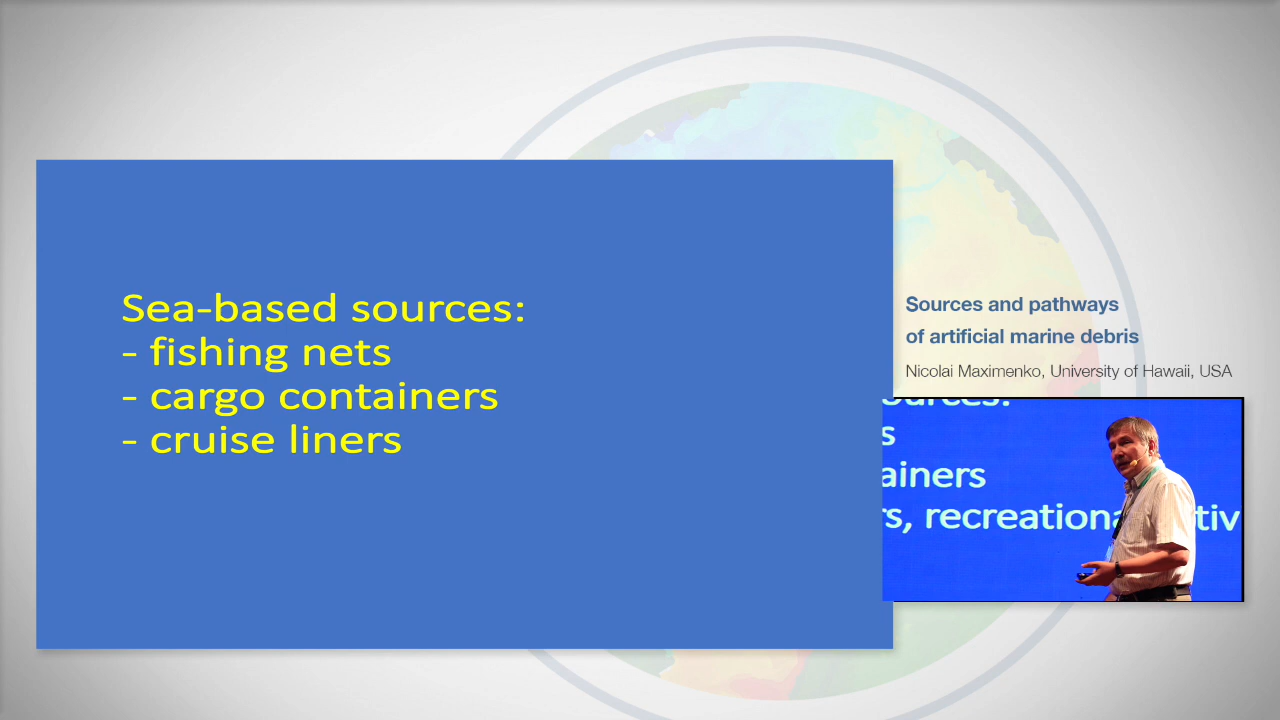 Sea-based sources:
- fishing nets
- cargo containers
- cruise liners
Sources and pathways
of artificial marine debris
Nicolai Maximenko, University of Hawaii, USA
ources:
s
ainers
rs, recreationa tiv